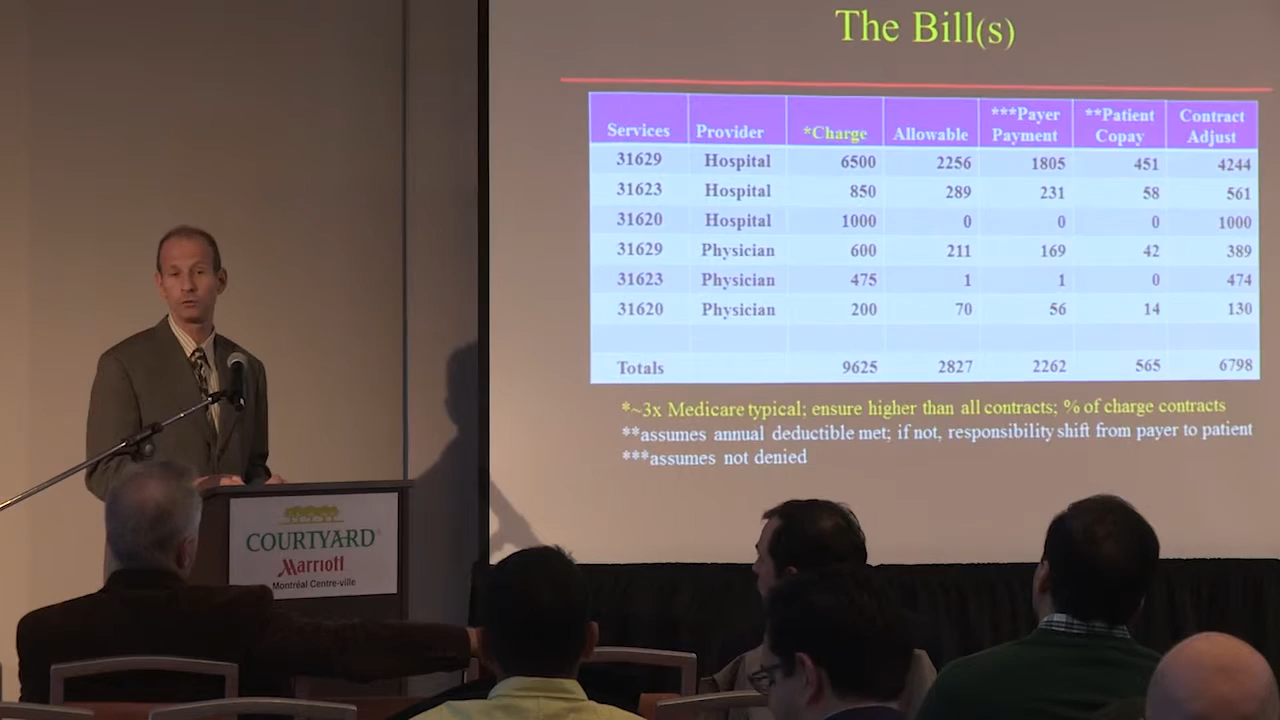 The Bill(s)
Services Provider *Charge Allowable ***Payer Payment **Patient Copay Contract Adjust
31629 Hospital 6500 2256 1805 451 4244
31623 Hospital 850 289 231 58 561
31620 Hospital 1000 0 0 0 1000
31629 Physician 600 211 169 42 389
31623 Physician 475 1 1 0 474
31620 Physician 200 70 56 14 130
Totals 9625 2827 2262 565 6798
*~3x Medicare typical; ensure higher than all contracts; % of charge contracts
**assumes annual deductible met; if not, responsibility shift from payer to patient
***assumes not denied
COURTYARD®
Marriott
Montréal Centre-ville